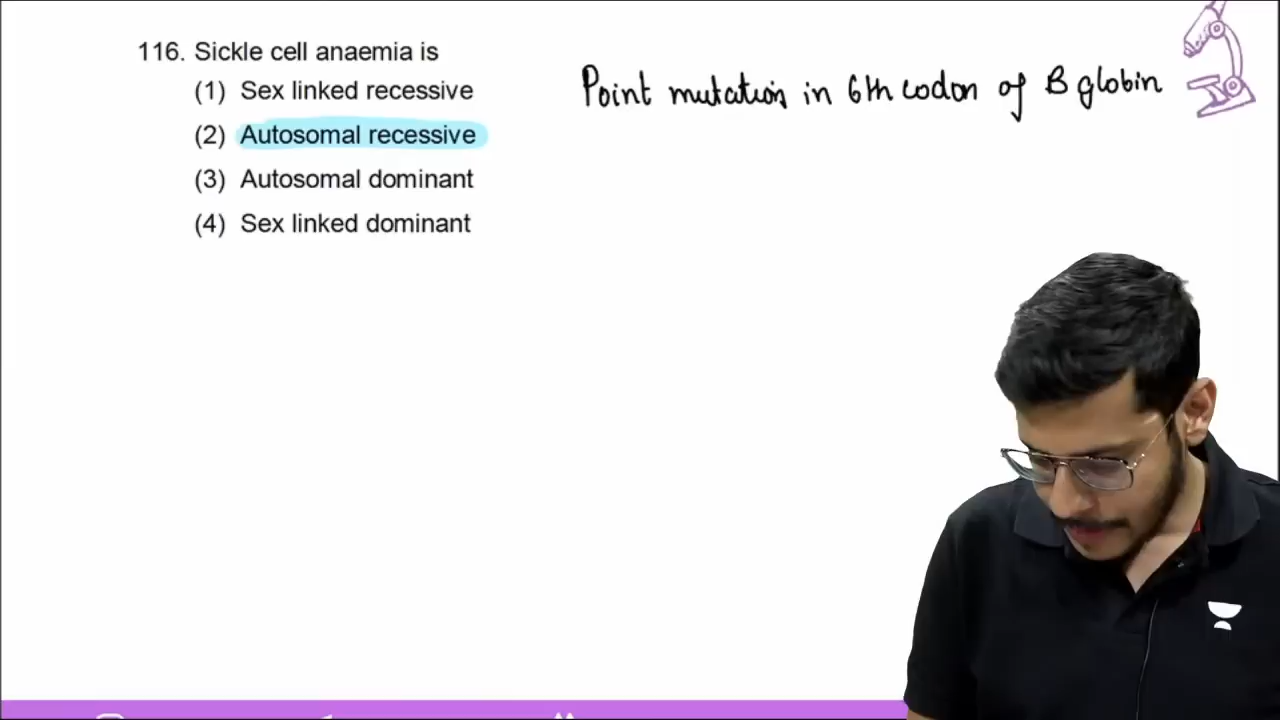 116. Sickle cell anaemia is
(1) Sex linked recessive
(2) Autosomal recessive
(3) Autosomal dominant
(4) Sex linked dominant
Point mutation in 6th codon of B globin